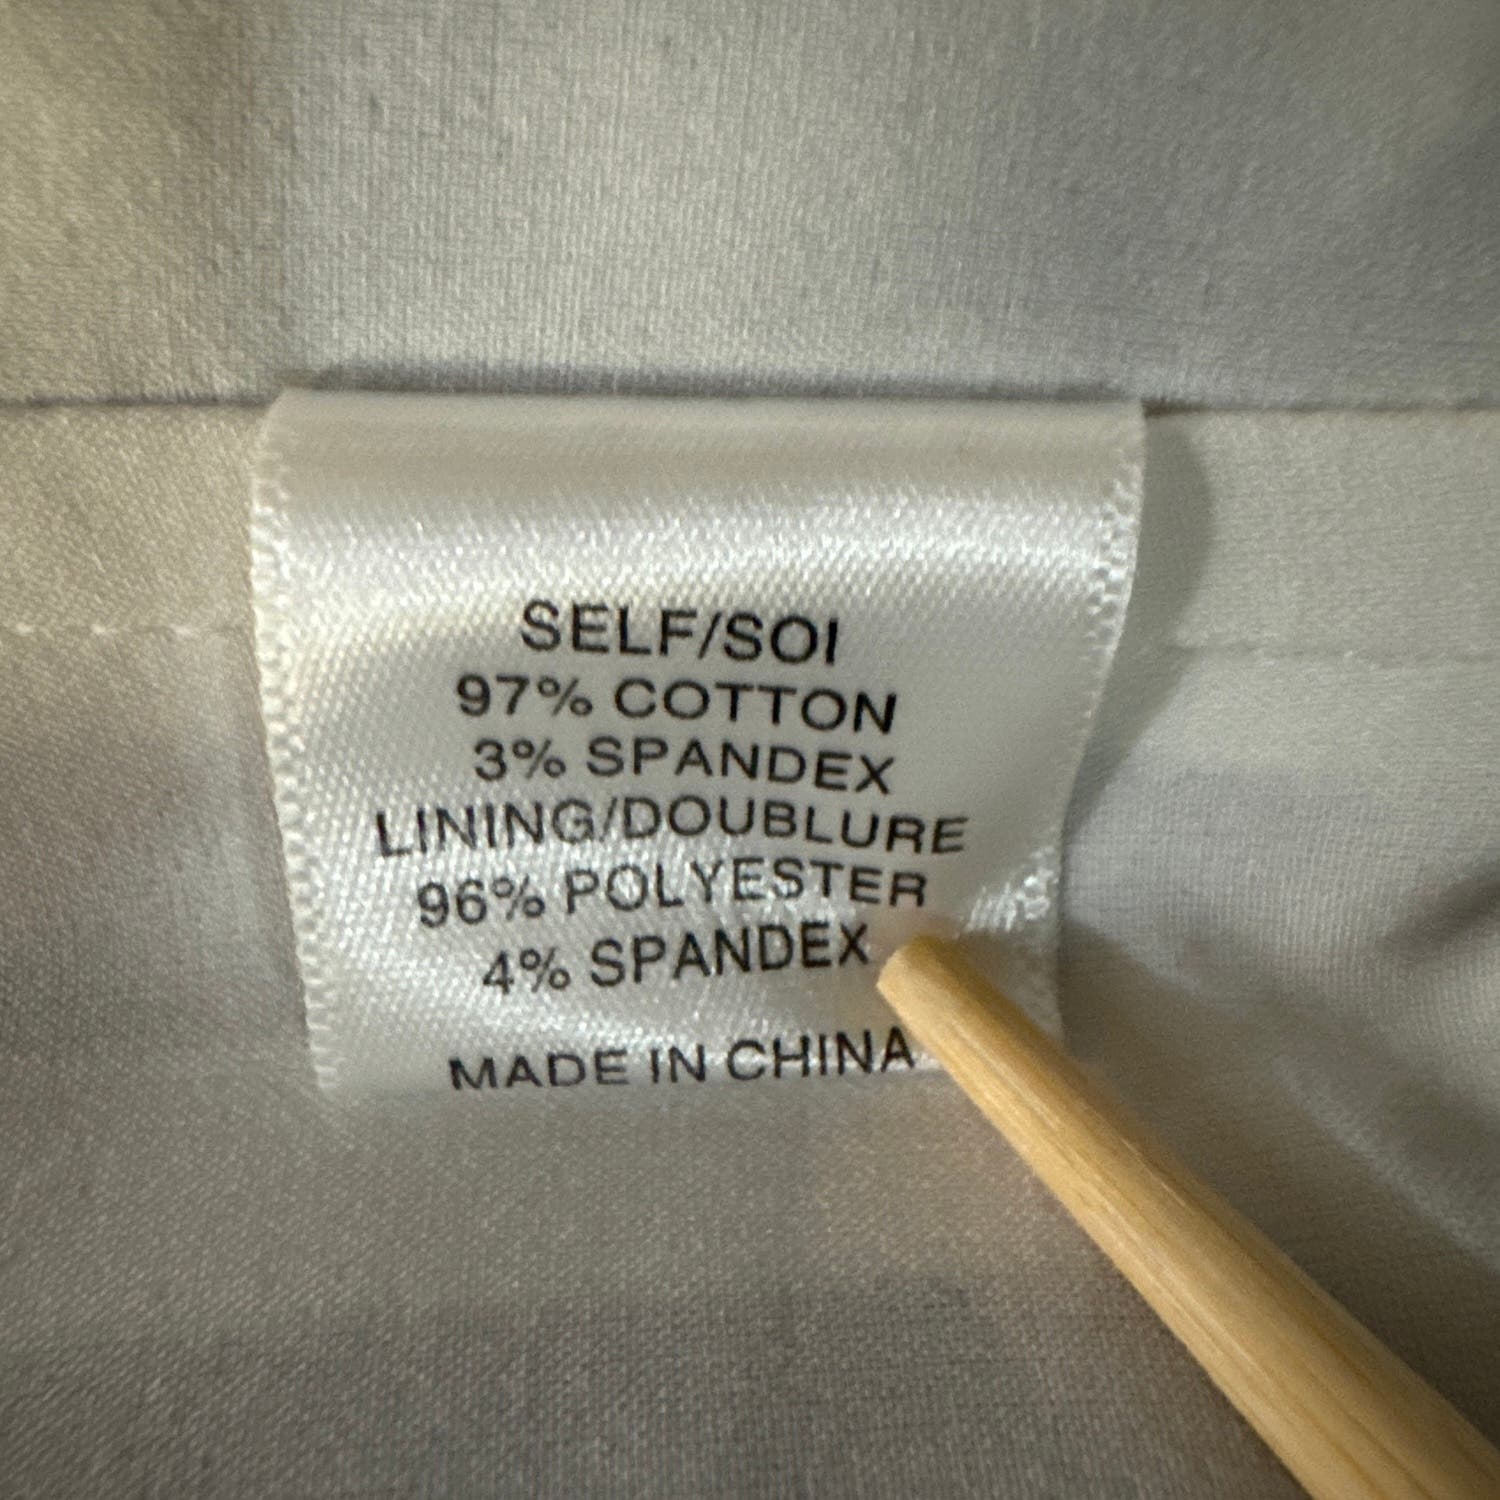 SELF/SOI
97% COTTON
3% SPANDEX
LINING/DOUBLURE
96% POLYESTER
4% SPANDEX
MADE IN CHINA